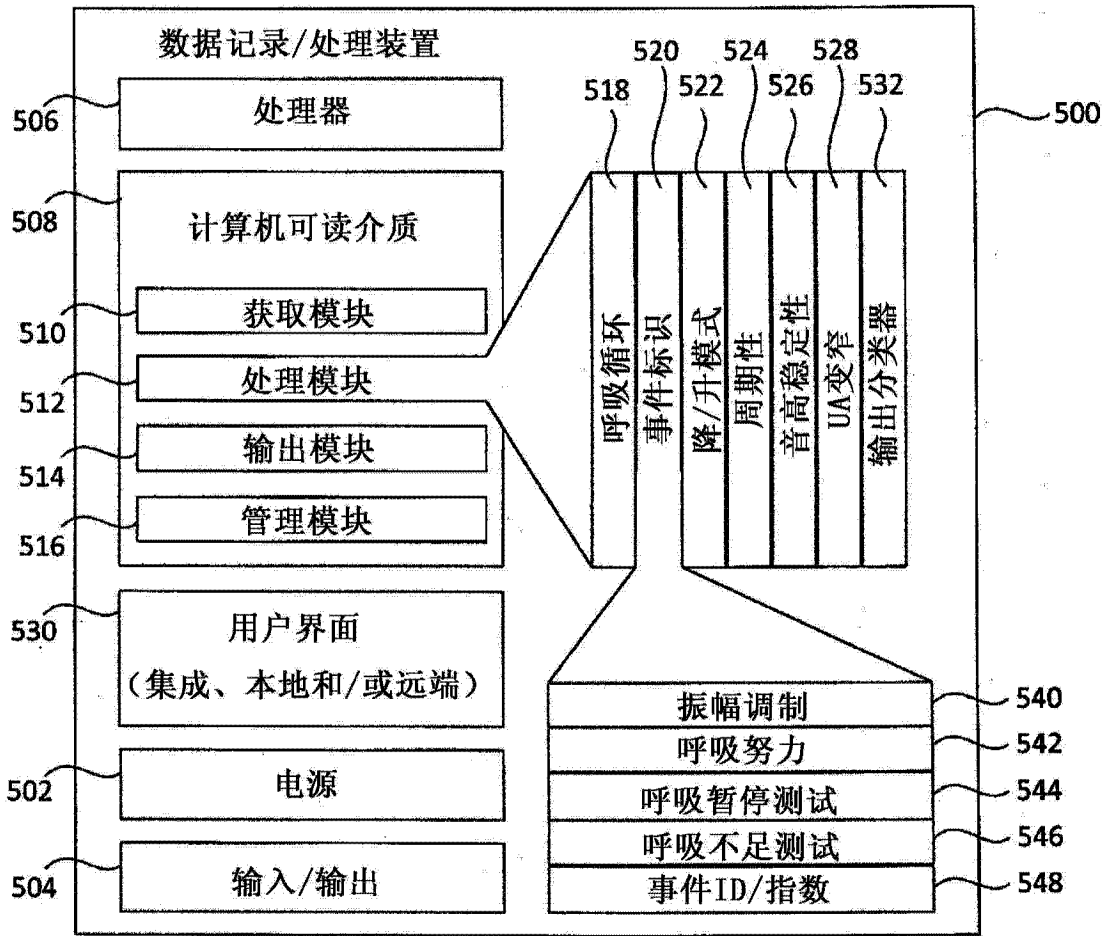 数据记录/处理装置
506
处理器
508
计算机可读介质
510
获取模块
512
处理模块
514
输出模块
516
管理模块
530
用户界面
（集成、本地和/或远端）
502
电源
504
输入/输出
520
524
528
518
522
526
532
500
呼吸循环
事件标识
降/升模式
周期性
音高稳定性
UA变窄
输出分类器
振幅调制
540
呼吸努力
542
呼吸暂停测试
544
呼吸不足测试
546
事件ID/指数
548